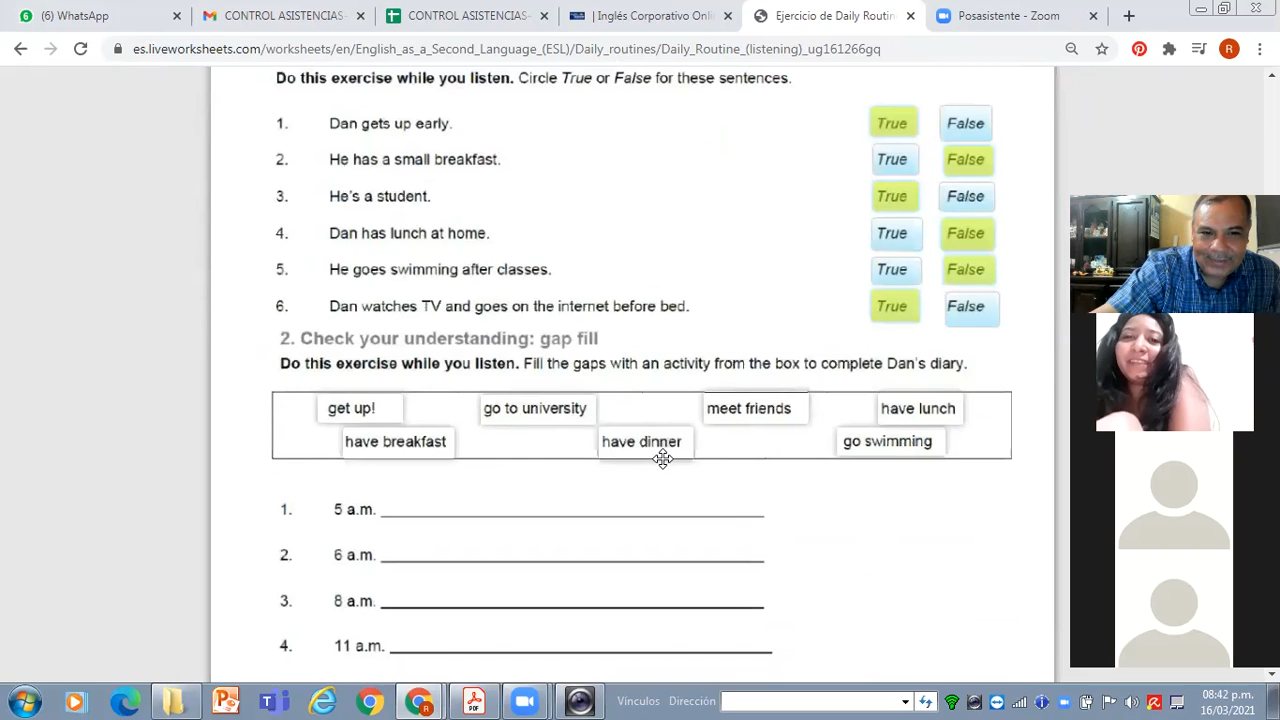 (6) WhatsApp
CONTROL ASISTENCIAS-
CONTROL ASISTENCIAS-
| Inglés Corporativo Onl
Ejercicio de Daily Routin
Posasistente - Zoom
es.liveworksheets.com/worksheets/en/English_as_a_Second_Language_(ESL)/Daily_routines/Daily_Routine_(listening)_ug161266gq
R
Do this exercise while you listen. Circle True or False for these sentences.
1. Dan gets up early. True False
2. He has a small breakfast. True False
3. He's a student. True False
4. Dan has lunch at home. True False
5. He goes swimming after classes. True False
6. Dan watches TV and goes on the internet before bed. True False
2. Check your understanding: gap fill
Do this exercise while you listen. Fill the gaps with an activity from the box to complete Dan's diary.
get up! go to university meet friends have lunch
have breakfast have dinner go swimming
1. 5 a.m.
2. 6 a.m.
3. 8 a.m.
4. 11 a.m.
Vínculos Dirección
08:42 p.m.
16/03/2021